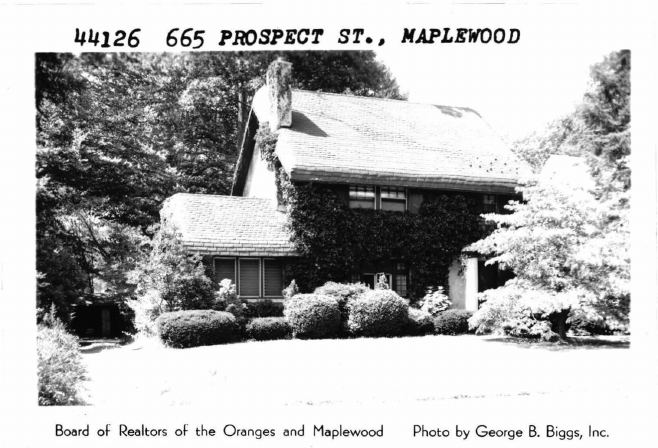 44126 665 PROSPECT ST., MAPLEWOOD
Board of Realtors of the Oranges and Maplewood Photo by George B. Biggs, Inc.